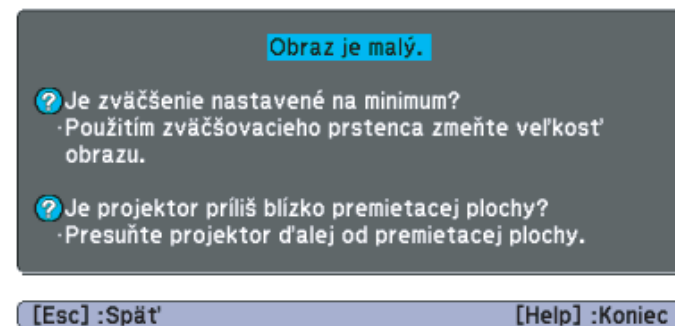 Obraz je malý.
?Je zväčšenie nastavené na minimum?
·Použitím zväčšovacieho prstenca zmeňte veľkosť
obrazu.
?Je projektor príliš blízko premietacej plochy?
·Presuňte projektor ďalej od premietacej plochy.
[Esc] :Späť [Help] :Koniec